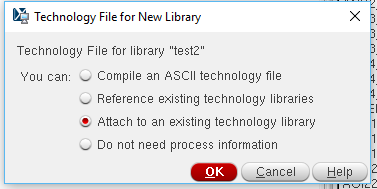 Technology File for New Library
Technology File for library "test2"
You can: Compile an ASCII technology file
Reference existing technology libraries
Attach to an existing technology library
Do not need process information
OK Cancel Help